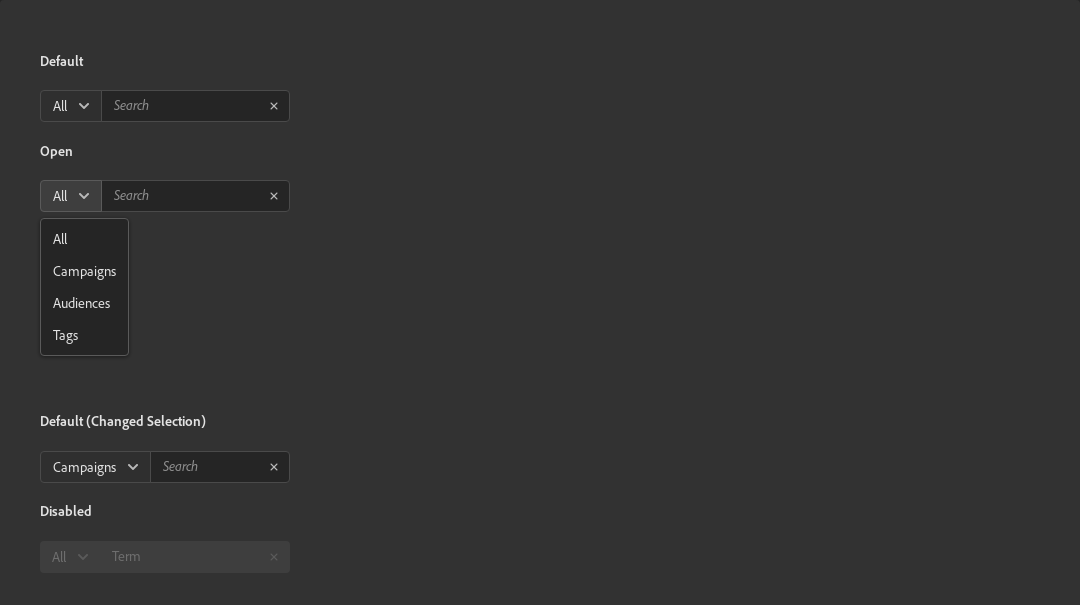 Default
All Search
Open
All Search
All
Campaigns
Audiences
Tags
Default (Changed Selection)
Campaigns Search
Disabled
All Term